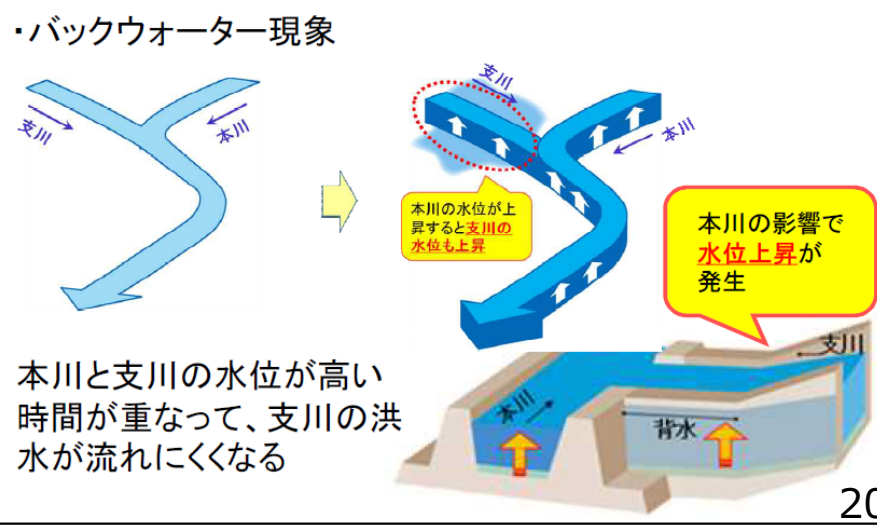 ・バックウォーター現象
支川
本川
支川
本川
本川の水位が上
昇すると支川の
水位も上昇
本川の影響で
水位上昇が
発生
本川と支川の水位が高い
時間が重なって、支川の洪
水が流れにくくなる
支川
本川
背水
20